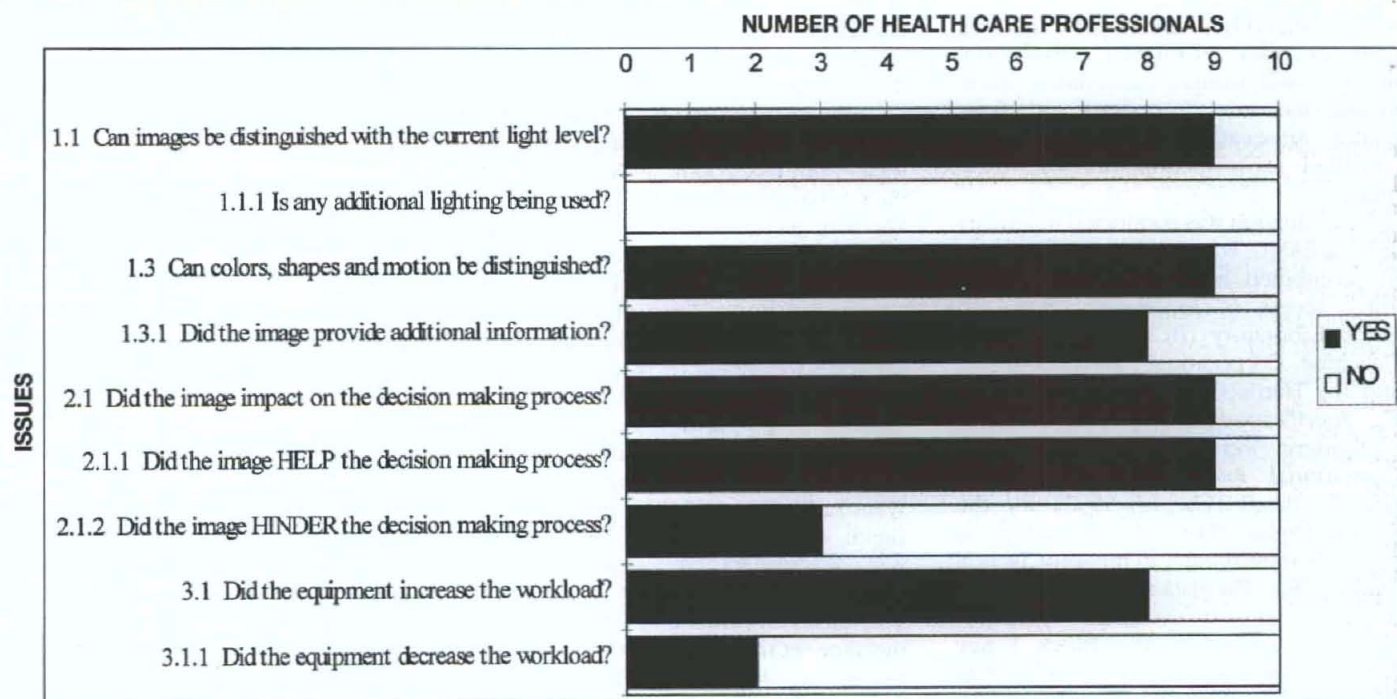 NUMBER OF HEALTH CARE PROFESSIONALS
0 1 2 3 4 5 6 7 8 9 10
1.1 Can images be distinguished with the current light level?
1.1.1 Is any additional lighting being used?
1.3 Can colors, shapes and motion be distinguished?
1.3.1 Did the image provide additional information?
2.1 Did the image impact on the decision making process?
2.1.1 Did the image HELP the decision making process?
2.1.2 Did the image HINDER the decision making process?
3.1 Did the equipment increase the workload?
3.1.1 Did the equipment decrease the workload?
ISSUES
YES
NO